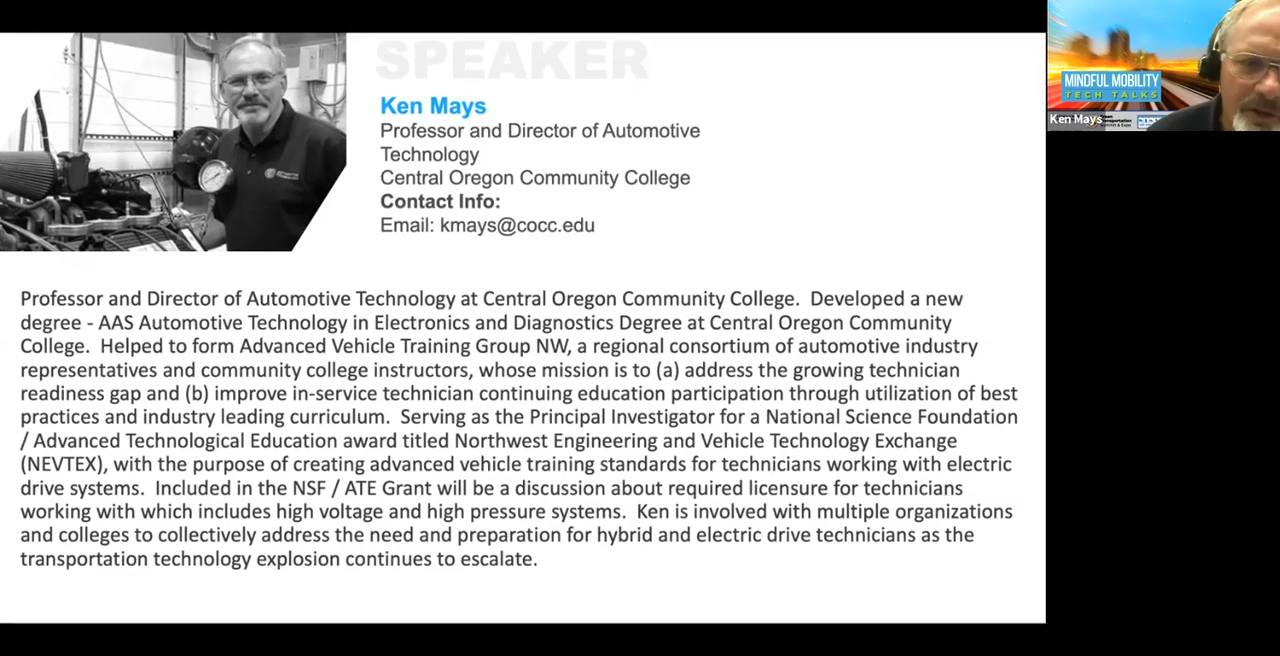 SPEAKER
Ken Mays
Professor and Director of Automotive
Technology
Central Oregon Community College
Contact Info:
Email: kmays@cocc.edu
Professor and Director of Automotive Technology at Central Oregon Community College. Developed a new
degree - AAS Automotive Technology in Electronics and Diagnostics Degree at Central Oregon Community
College. Helped to form Advanced Vehicle Training Group NW, a regional consortium of automotive industry
representatives and community college instructors, whose mission is to (a) address the growing technician
readiness gap and (b) improve in-service technician continuing education participation through utilization of best
practices and industry leading curriculum. Serving as the Principal Investigator for a National Science Foundation
/ Advanced Technological Education award titled Northwest Engineering and Vehicle Technology Exchange
(NEVTEX), with the purpose of creating advanced vehicle training standards for technicians working with electric
drive systems. Included in the NSF / ATE Grant will be a discussion about required licensure for technicians
working with which includes high voltage and high pressure systems. Ken is involved with multiple organizations
and colleges to collectively address the need and preparation for hybrid and electric drive technicians as the
transportation technology explosion continues to escalate.
MINDFUL MOBILITY
TECH TALKS
Ken Mays